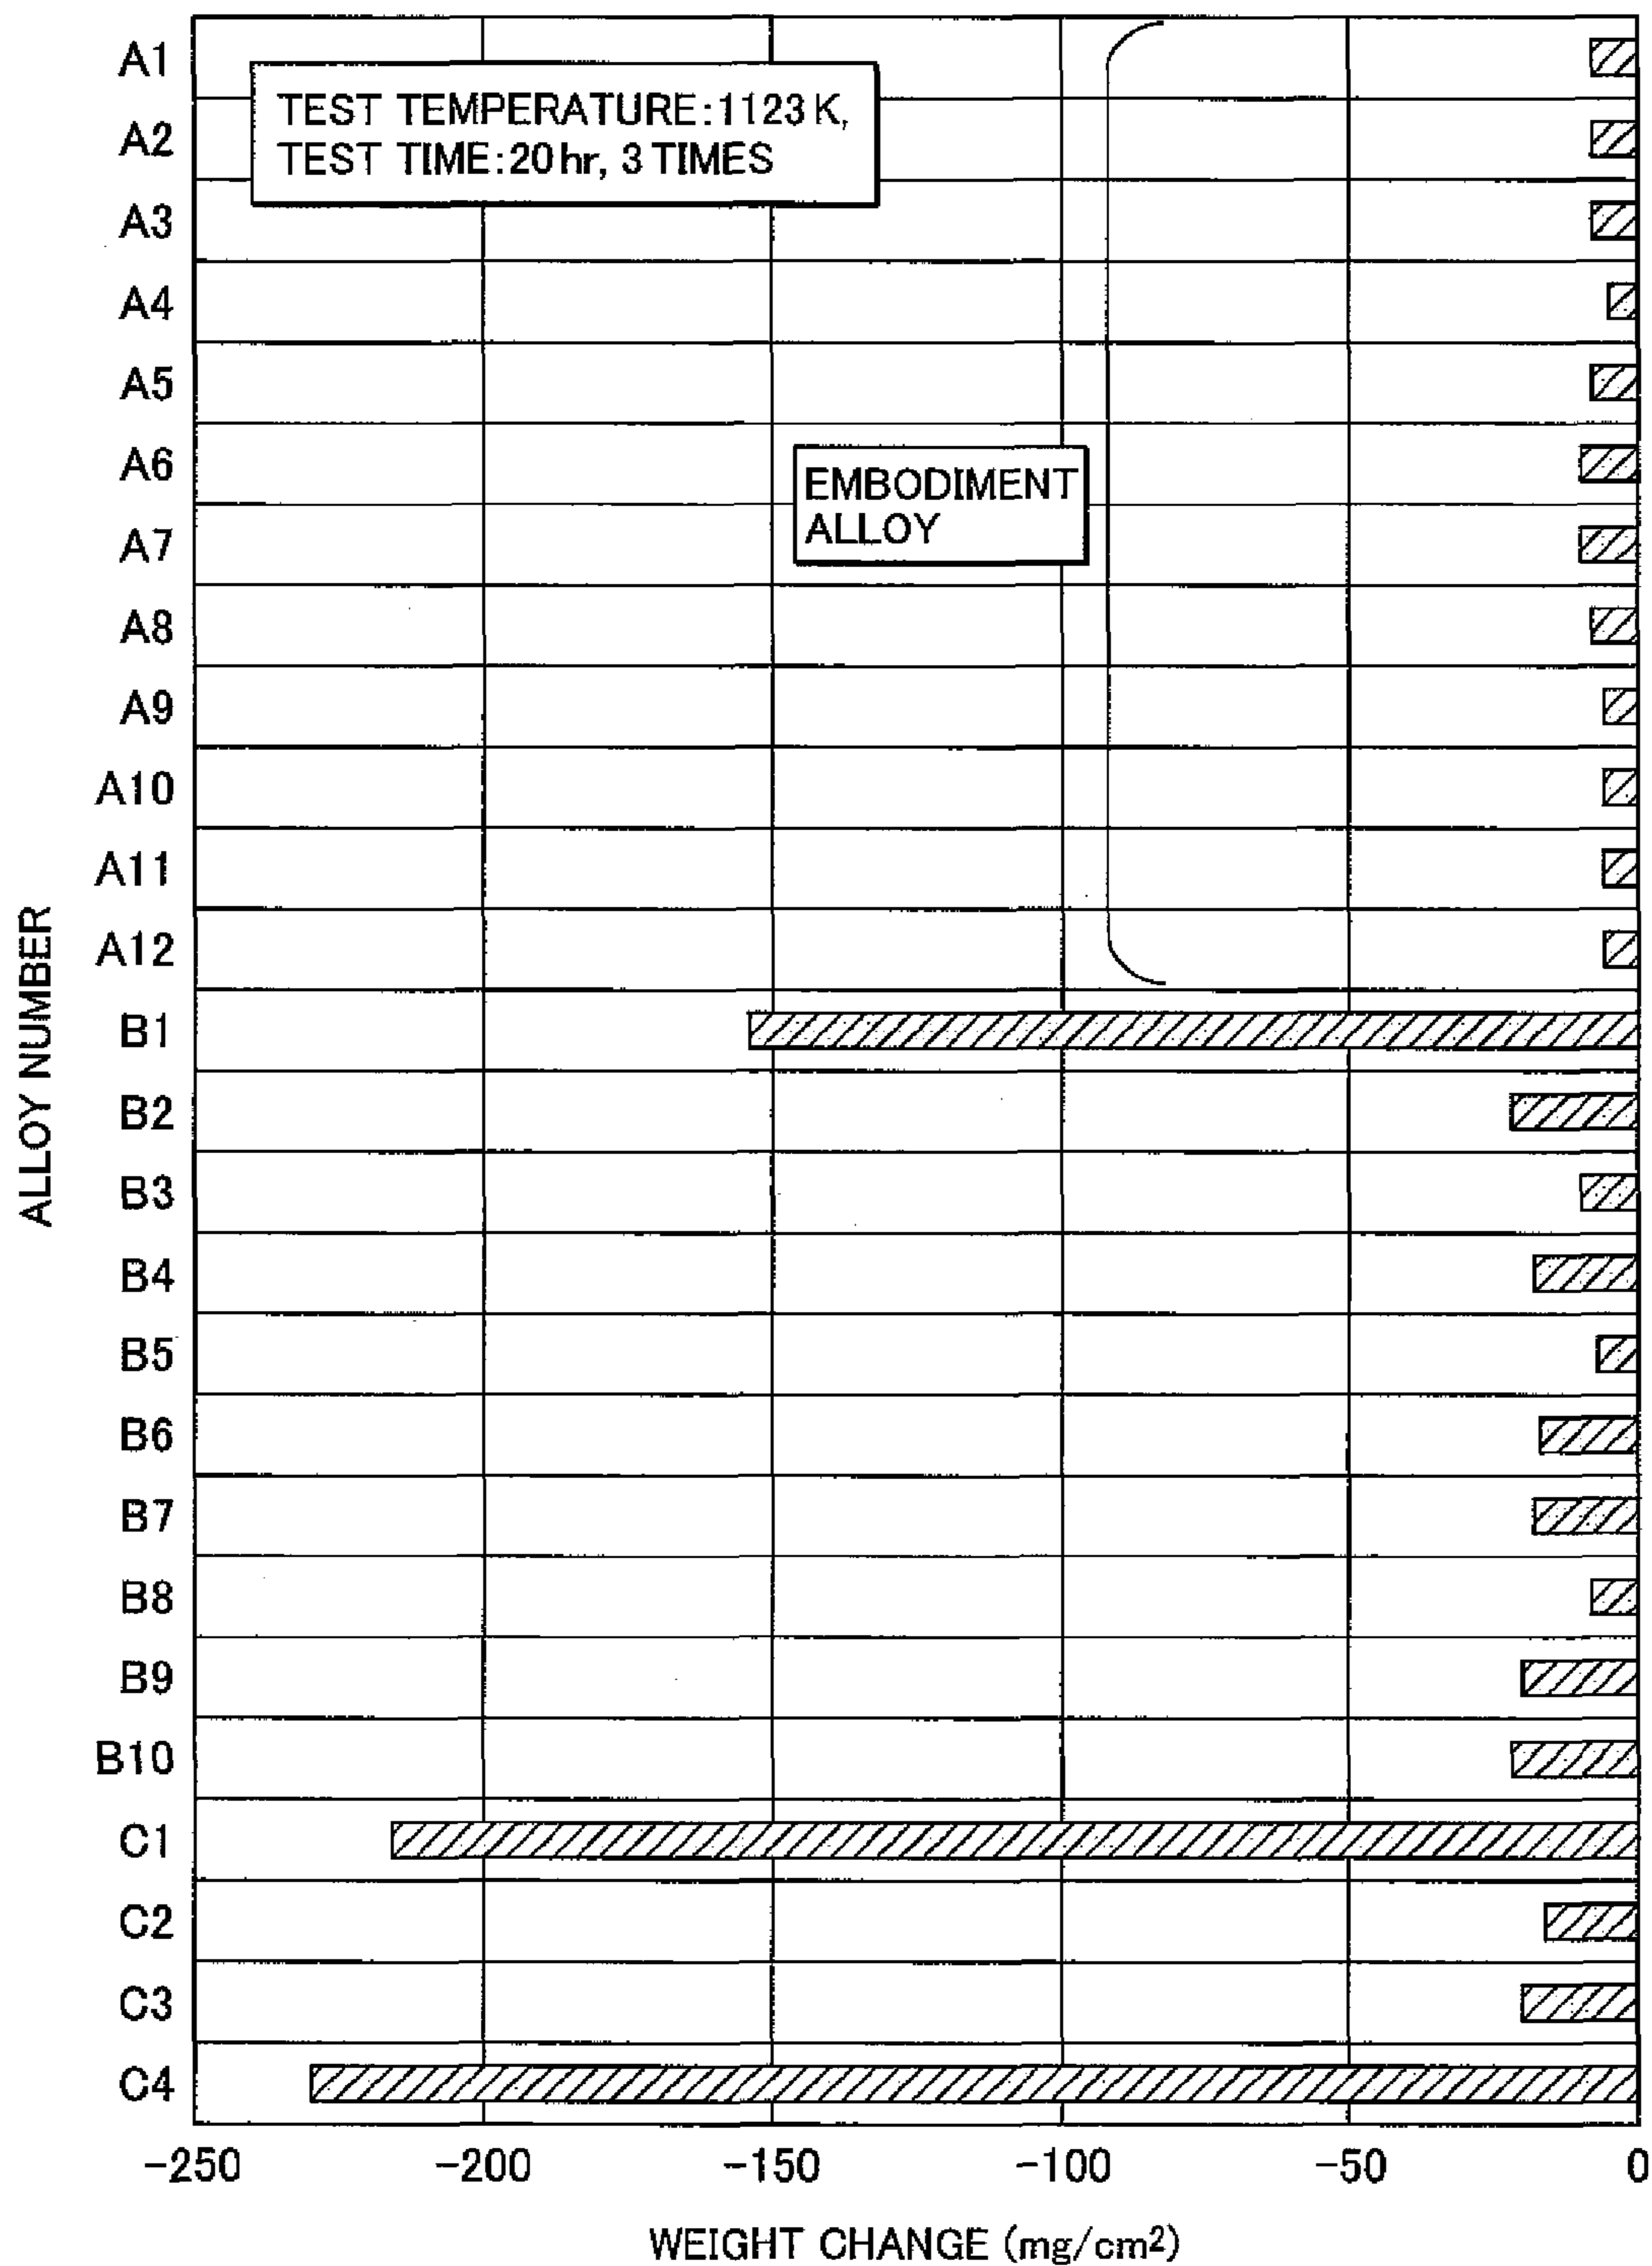 TEST TEMPERATURE:1123 K,
TEST TIME:20 hr, 3 TIMES
EMBODIMENT
ALLOY
ALLOY NUMBER
A1
A2
A3
A4
A5
A6
A7
A8
A9
A10
A11
A12
B1
B2
B3
B4
B5
B6
B7
B8
B9
B10
C1
C2
C3
C4
-250 -200 -150 -100 -50 0
WEIGHT CHANGE (mg/cm²)